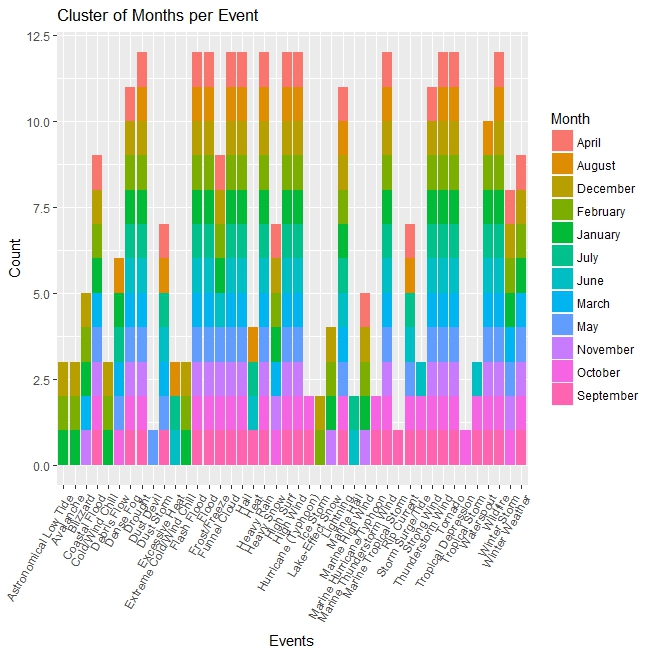 Cluster of Months per Event
12.5
10.0
7.5
5.0
2.5
0.0
Count
Astronomical Low Tide
Avalanche
Blizzard
Coastal Flood
Cold/Wind Chill
Debris Flow
Dense Fog
Drought
Dust Devil
Dust Storm
Excessive Heat
Extreme Cold/Wind Chill
Flash Flood
Flood
Frost/Freeze
Funnel Cloud
Hail
Heat
Heavy Rain
Heavy Snow
High Surf
High Wind
Hurricane (Typhoon)
Ice Storm
Lake-Effect Snow
Lightning
Marine Hail
Marine High Wind
Marine Hurricane/Typhoon
Marine Thunderstorm Wind
Marine Tropical Storm
Rip Current
Storm Surge/Tide
Strong Wind
Thunderstorm Wind
Tornado
Tropical Depression
Tropical Storm
Waterspout
Wildfire
Winter Storm
Winter Weather
Events
Month
April
August
December
February
January
July
June
March
May
November
October
September